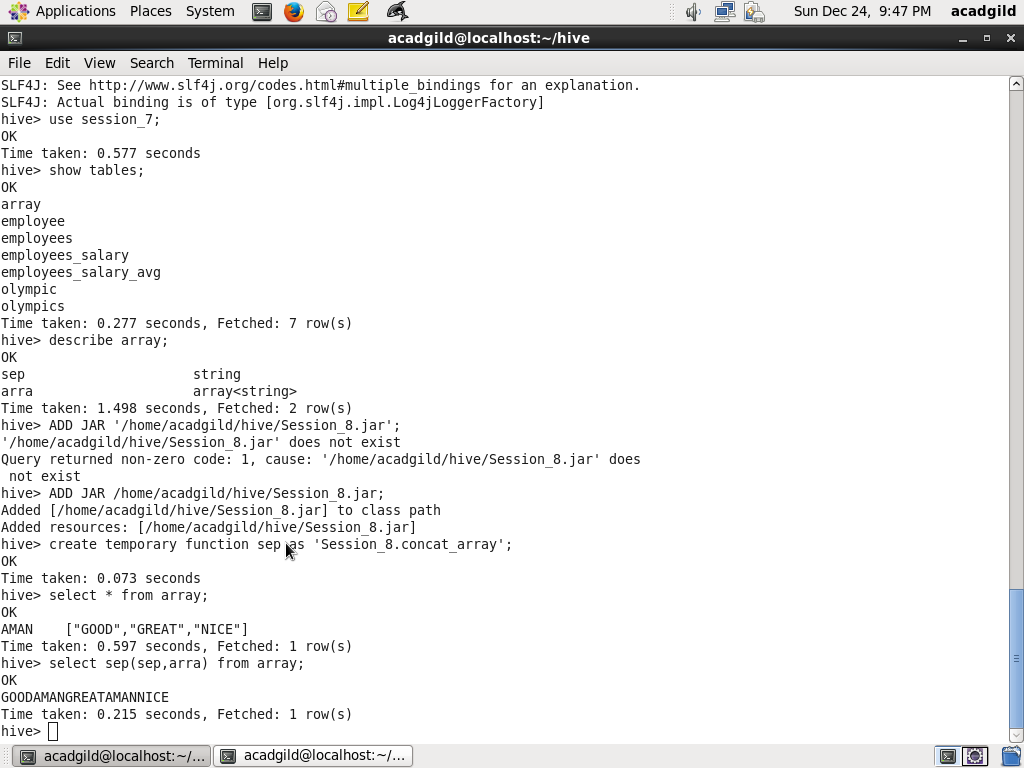 Applications Places System
Sun Dec 24, 9:47 PM acadgild
acadgild@localhost:~/hive
File Edit View Search Terminal Help
SLF4J: See http://www.slf4j.org/codes.html#multiple_bindings for an explanation.
SLF4J: Actual binding is of type [org.slf4j.impl.Log4jLoggerFactory]
hive> use session_7;
OK
Time taken: 0.577 seconds
hive> show tables;
OK
array
employee
employees
employees_salary
employees_salary_avg
olympic
olympics
Time taken: 0.277 seconds, Fetched: 7 row(s)
hive> describe array;
OK
sep                 	string
arra                	array<string>
Time taken: 1.498 seconds, Fetched: 2 row(s)
hive> ADD JAR '/home/acadgild/hive/Session_8.jar';
'/home/acadgild/hive/Session_8.jar' does not exist
Query returned non-zero code: 1, cause: '/home/acadgild/hive/Session_8.jar' does
 not exist
hive> ADD JAR /home/acadgild/hive/Session_8.jar;
Added [/home/acadgild/hive/Session_8.jar] to class path
Added resources: [/home/acadgild/hive/Session_8.jar]
hive> create temporary function sep as 'Session_8.concat_array';
OK
Time taken: 0.073 seconds
hive> select * from array;
OK
AMAN    ["GOOD","GREAT","NICE"]
Time taken: 0.597 seconds, Fetched: 1 row(s)
hive> select sep(sep,arra) from array;
OK
GOODAMANGREATAMANNICE
Time taken: 0.215 seconds, Fetched: 1 row(s)
hive>
acadgild@localhost:~/... acadgild@localhost:~/...